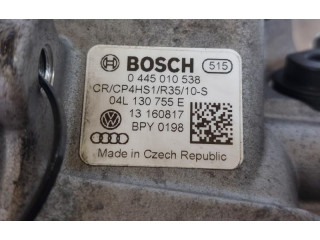 BOSCH 515
0 445 010 538
CR/CP4HS1/R35/10-S
04L 130 755 E
13 160817
BPY 0198
Made in Czech Republic